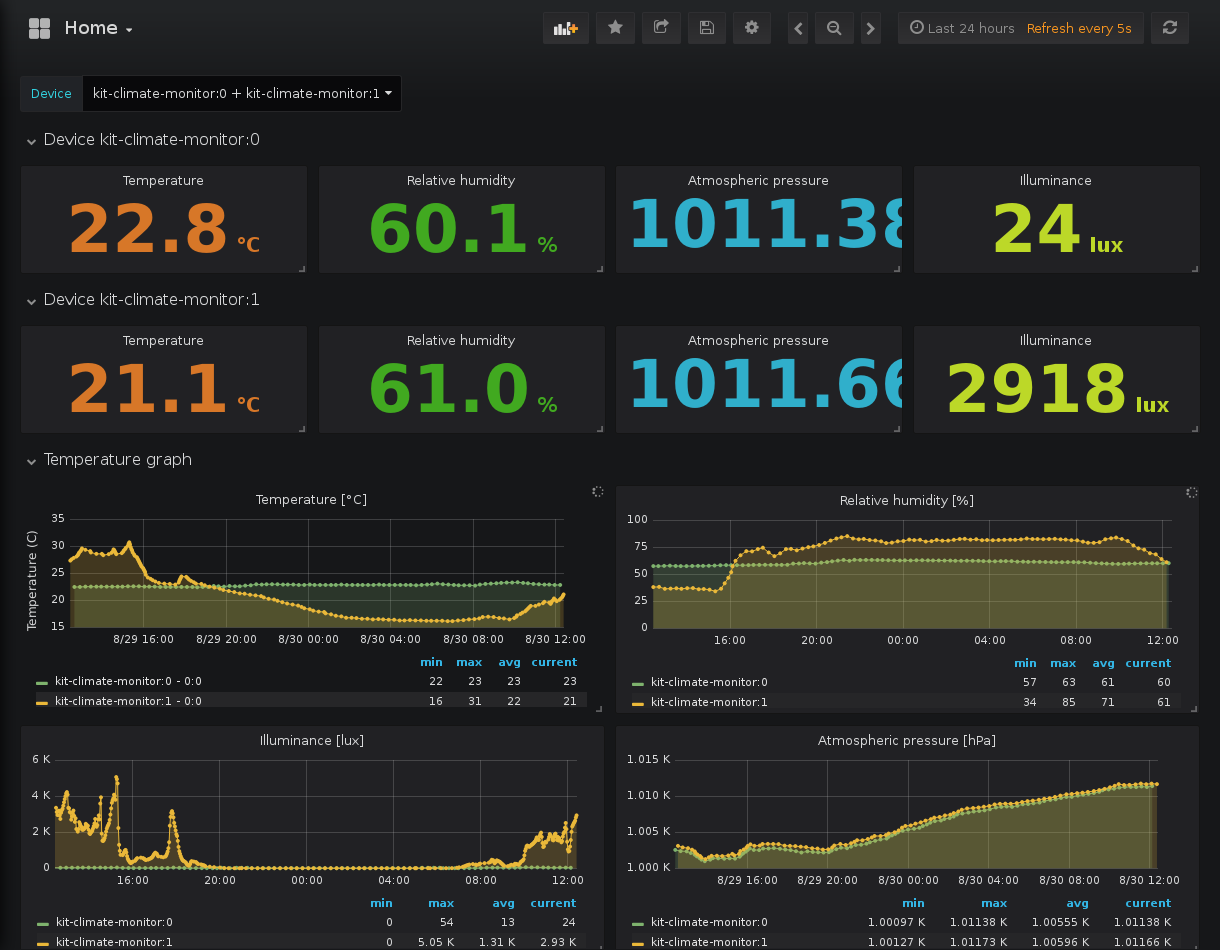 Home
Last 24 hours Refresh every 5s
Device kit-climate-monitor:0 + kit-climate-monitor:1
Device kit-climate-monitor:0
Temperature Relative humidity Atmospheric pressure Illuminance
22.8 °C 60.1 % 1011.38 24 lux
Device kit-climate-monitor:1
Temperature Relative humidity Atmospheric pressure Illuminance
21.1 °C 61.0 % 1011.66 2918 lux
Temperature graph
Temperature [°C]
Temperature (C)
35
30
25
20
15
8/29 16:00 8/29 20:00 8/30 00:00 8/30 04:00 8/30 08:00 8/30 12:00
min max avg current
kit-climate-monitor:0 - 0:0 22 23 23 23
kit-climate-monitor:1 - 0:0 16 31 22 21
Relative humidity [%]
100
75
50
25
0
16:00 20:00 00:00 04:00 08:00 12:00
min max avg current
kit-climate-monitor:0 57 63 61 60
kit-climate-monitor:1 34 85 71 61
Illuminance [lux]
6 K
4 K
2 K
0
16:00 20:00 00:00 04:00 08:00 12:00
min max avg current
kit-climate-monitor:0 0 54 13 24
kit-climate-monitor:1 0 5.05 K 1.31 K 2.93 K
Atmospheric pressure [hPa]
1.015 K
1.010 K
1.005 K
1.000 K
8/29 16:00 8/29 20:00 8/30 00:00 8/30 04:00 8/30 08:00 8/30 12:00
min max avg current
kit-climate-monitor:0 1.00097 K 1.01138 K 1.00555 K 1.01138 K
kit-climate-monitor:1 1.00127 K 1.01173 K 1.00596 K 1.01166 K